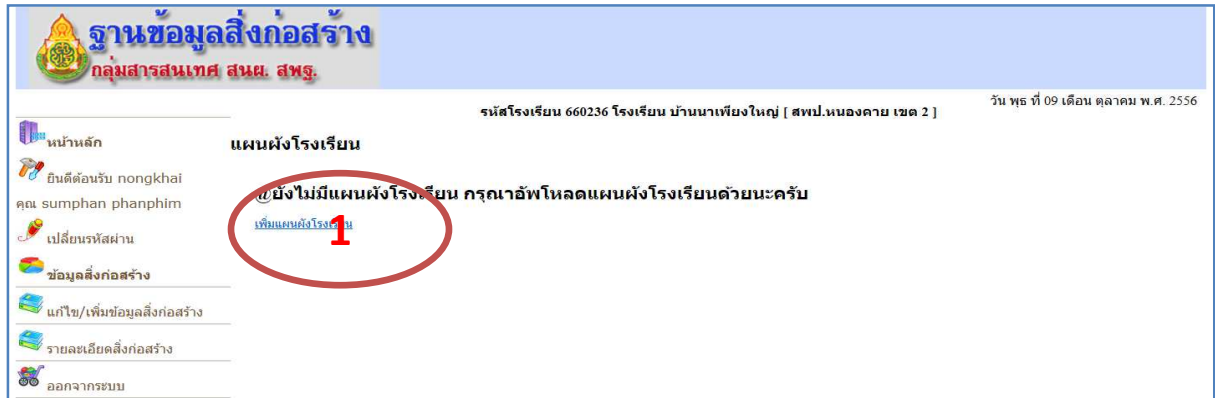 ฐานข้อมูลสิ่งก่อสร้าง
กลุ่มสารสนเทศ สนผ. สพฐ.
วัน พุธ ที่ 09 เดือน ตุลาคม พ.ศ. 2556
รหัสโรงเรียน 660236 โรงเรียน บ้านนาเพียงใหญ่ [ สพป.หนองคาย เขต 2 ]
หน้าหลัก
ยินดีต้อนรับ nongkhai
คุณ sumphan phanphim
เปลี่ยนรหัสผ่าน
ข้อมูลสิ่งก่อสร้าง
แก้ไข/เพิ่มข้อมูลสิ่งก่อสร้าง
รายละเอียดสิ่งก่อสร้าง
ออกจากระบบ
แผนผังโรงเรียน
@ยังไม่มีแผนผังโรงเรียน กรุณาอัพโหลดแผนผังโรงเรียนด้วยนะครับ
เพิ่มแผนผังโรงเรียน
1